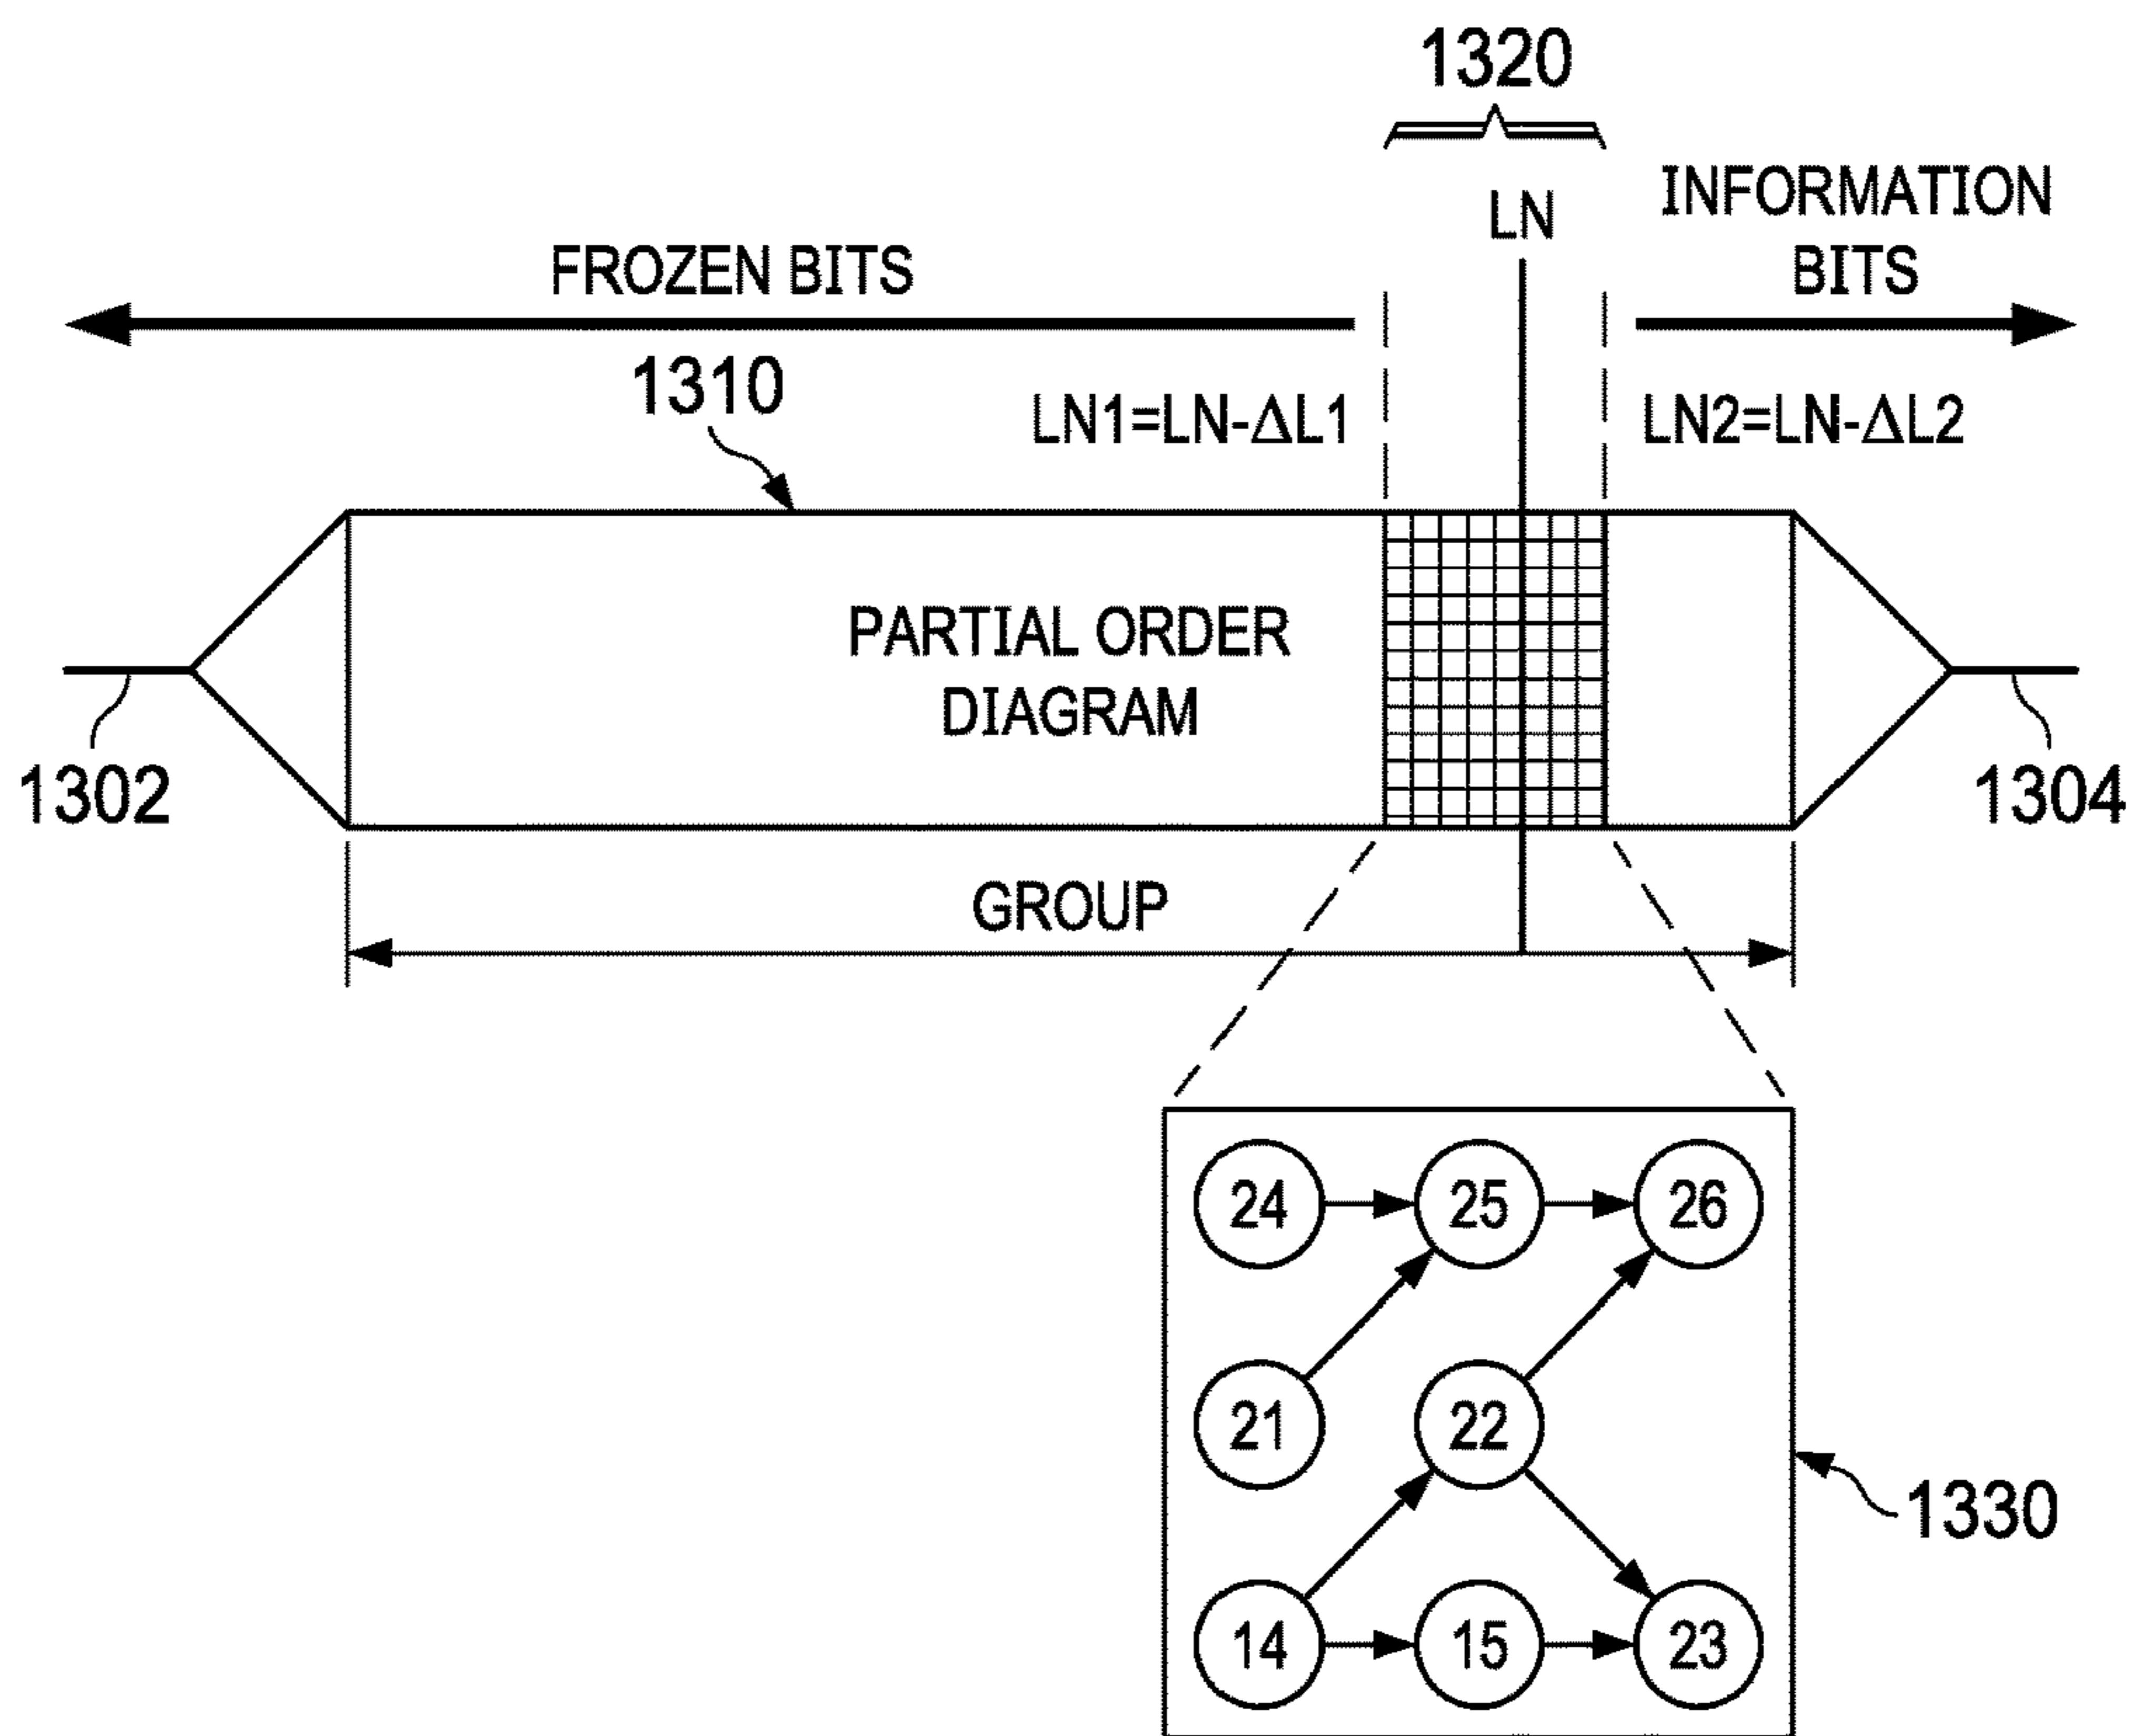 1320
LN
INFORMATION
BITS
FROZEN BITS
1310
LN1=LN-ΔL1
LN2=LN-ΔL2
PARTIAL ORDER
DIAGRAM
1302
1304
GROUP
24
25
26
21
22
1330
14
15
23